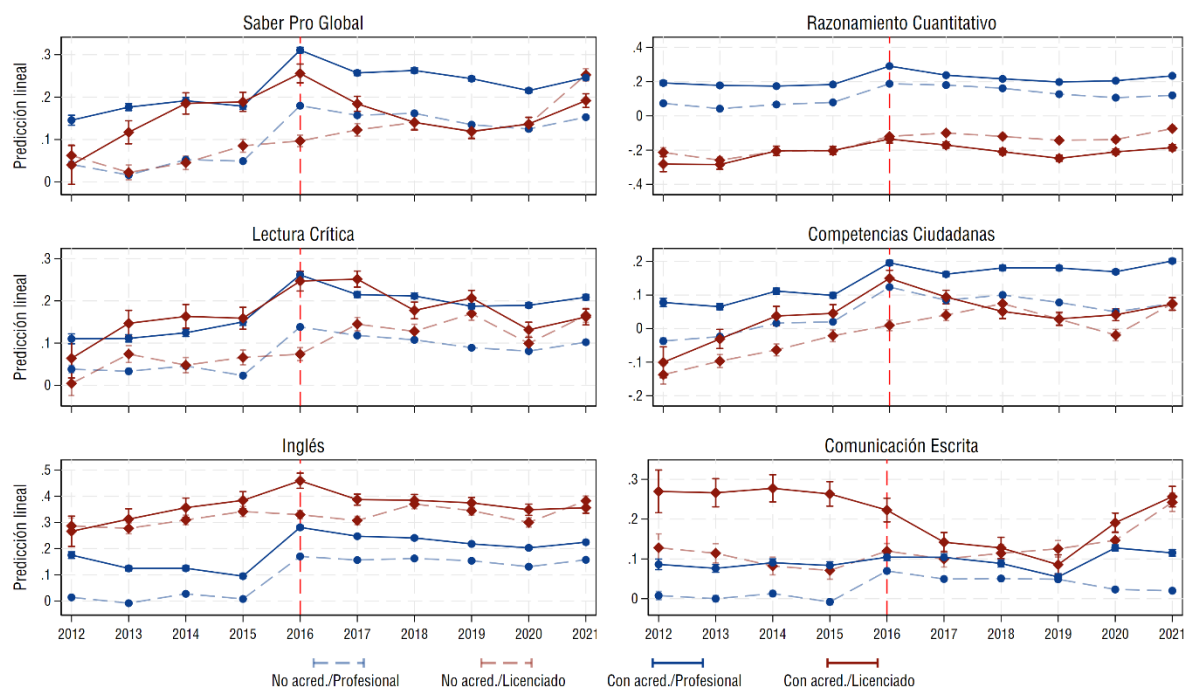 Saber Pro Global
Razonamiento Cuantitativo
Predicción lineal
.3
.2
.1
0
.4
0.2
0
-.2
-.4
Lectura Crítica
Competencias Ciudadanas
Predicción lineal
.3
.2
.1
0
0.2
0.1
0
-.1
-.2
Inglés
Comunicación Escrita
Predicción lineal
.5
.4
.3
.2
.1
0
.3
.2
.1
0
2012 2013 2014 2015 2016 2017 2018 2019 2020 2021
2012 2013 2014 2015 2016 2017 2018 2019 2020 2021
No acred./Profesional No acred./Licenciado Con acred./Profesional Con acred./Licenciado